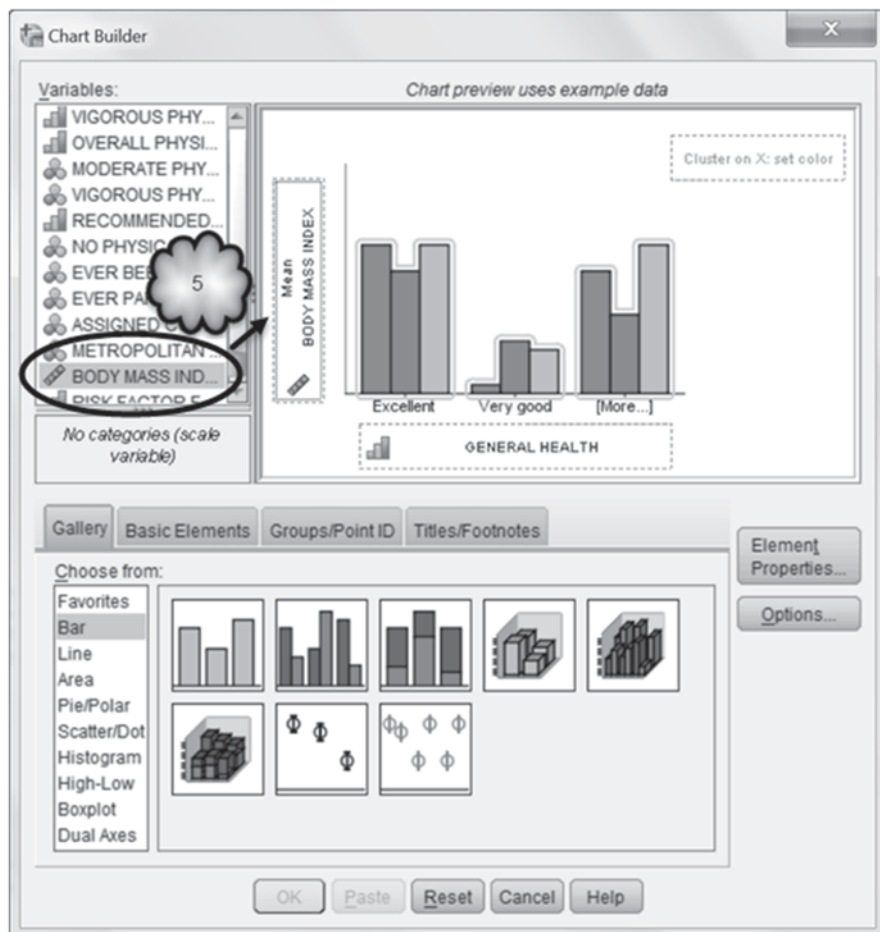 Chart Builder
Variables:
VIGOROUS PHY...
OVERALL PHYSI...
MODERATE PHY...
VIGOROUS PHY...
RECOMMENDED...
NO PHYSIC
EVER BEE
EVER PA
ASSIGNED
METROPOLITAN ...
BODY MASS IND...
RISK FACTOR F
5
No categories (scale
variable)
Chart preview uses example data
Cluster on X: set color
Mean
BODY MASS INDEX
Excellent Very good [More...]
GENERAL HEALTH
Gallery Basic Elements Groups/Point ID Titles/Footnotes
Choose from:
Favorites
Bar
Line
Area
Pie/Polar
Scatter/Dot
Histogram
High-Low
Boxplot
Dual Axes
Element
Properties...
Options...
OK Paste Reset Cancel Help